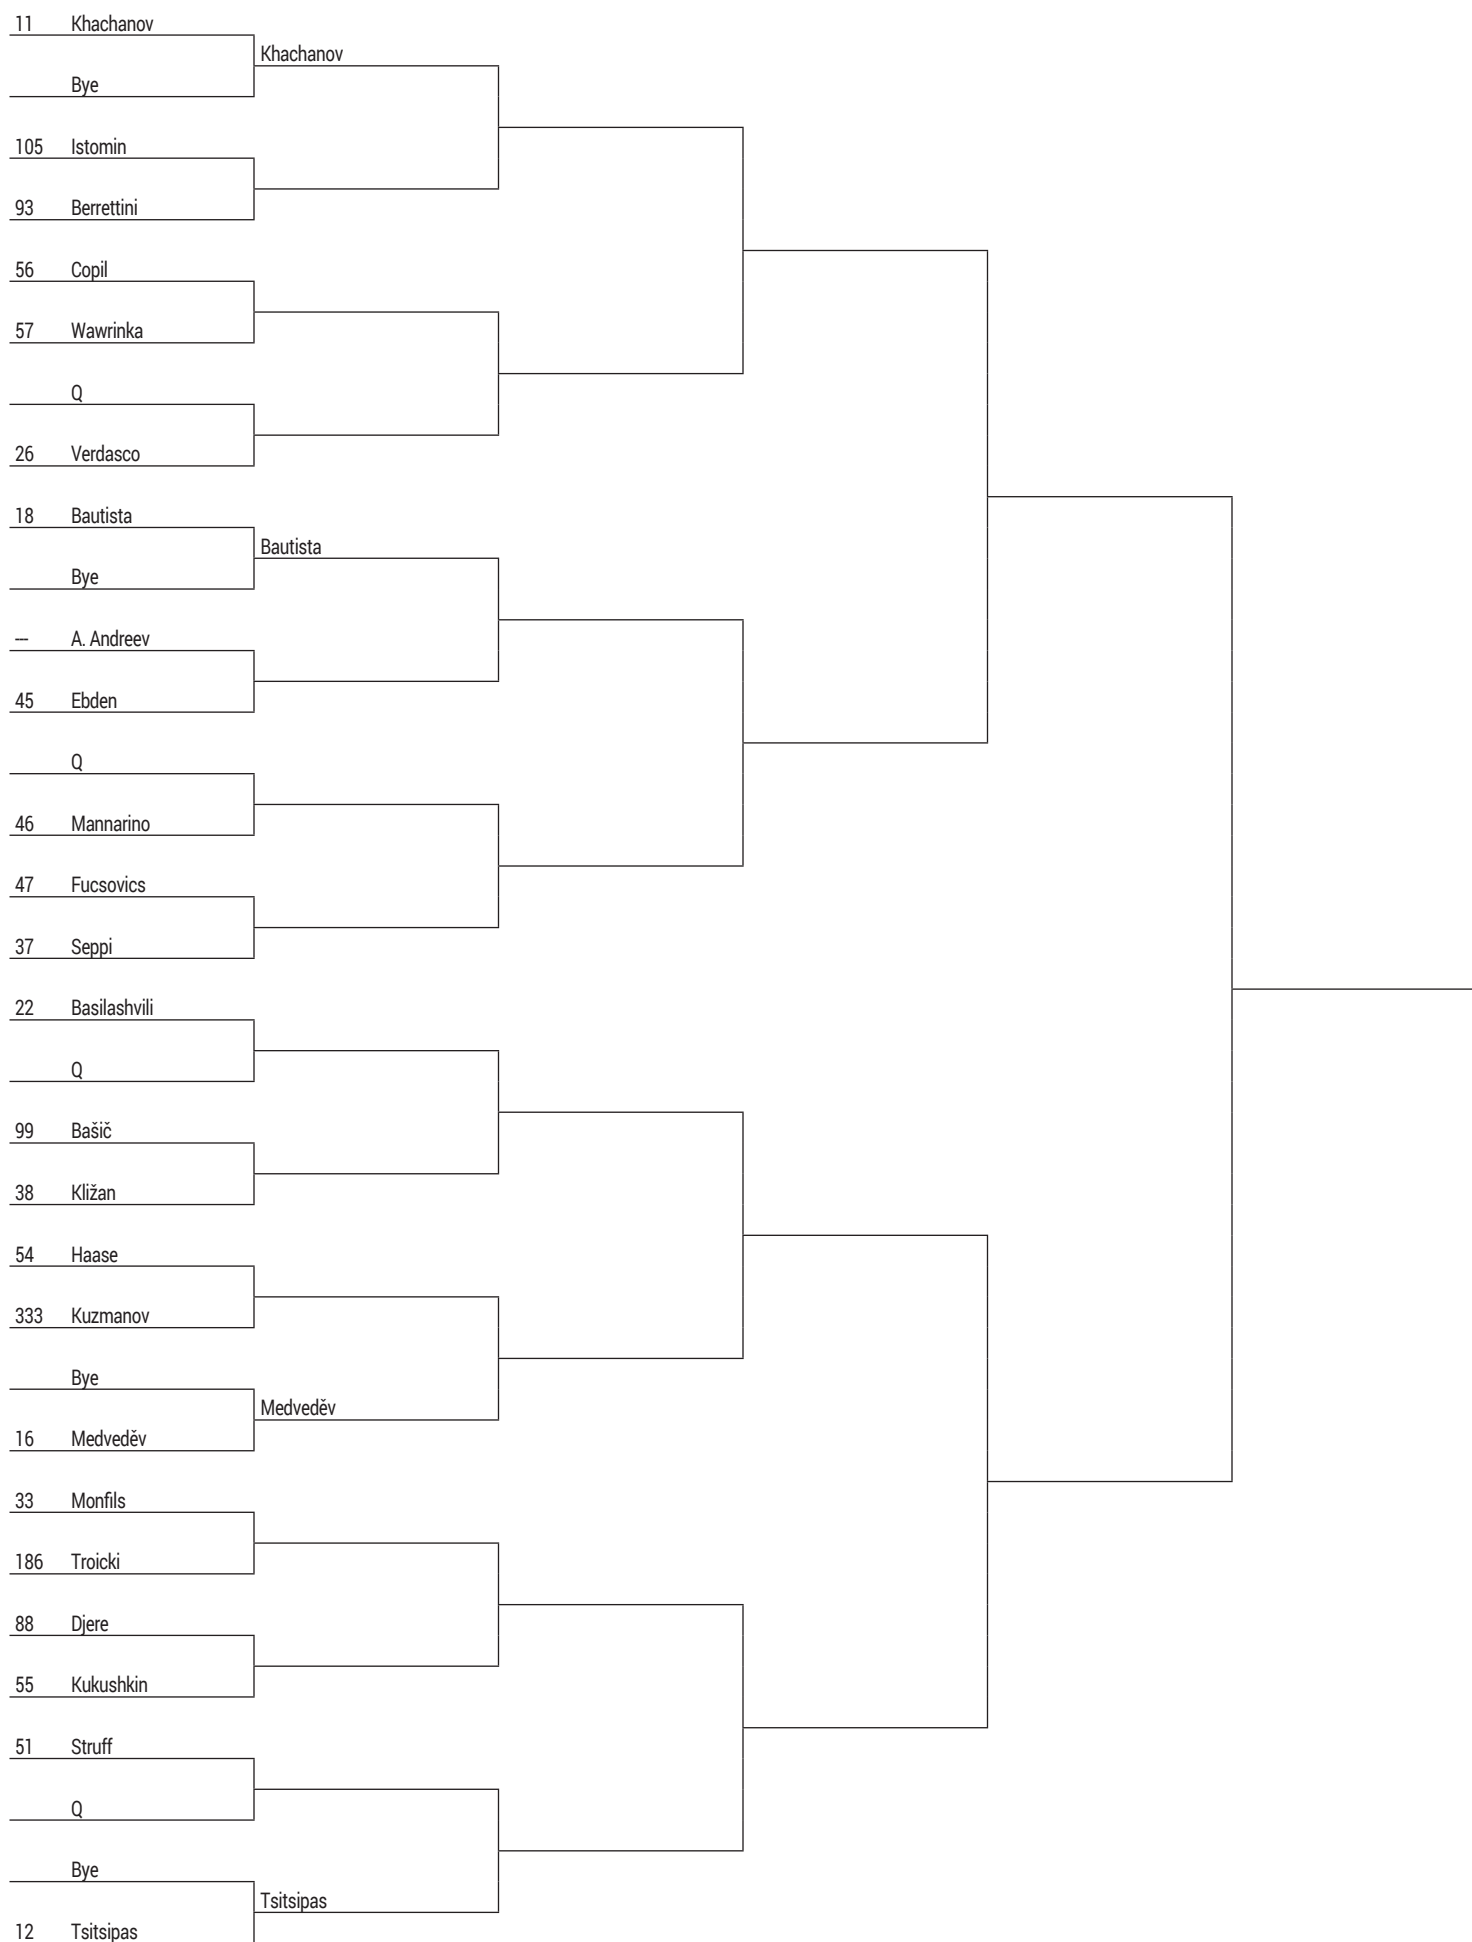 11 Khachanov
Khachanov
Bye
105 Istomin
93 Berrettini
56 Copil
57 Wawrinka
Q
26 Verdasco
18 Bautista
Bautista
Bye
--- A. Andreev
45 Ebden
Q
46 Mannarino
47 Fucsovics
37 Seppi
22 Basilashvili
Q
99 Bašič
38 Kližan
54 Haase
333 Kuzmanov
Bye
Medveděv
16 Medveděv
33 Monfils
186 Troicki
88 Djere
55 Kukushkin
51 Struff
Q
Bye
Tsitsipas
12 Tsitsipas